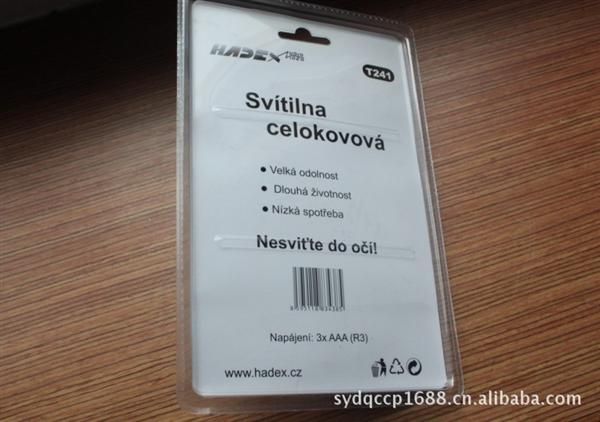 HADEX
T241
Svítilna
celokovová
• Velká odolnost
• Dlouhá životnost
• Nízká spotřeba
Nesviťte do očí!
Napájení: 3x AAA (R3)
www.hadex.cz
sydqccp1688.cn.alibaba.com